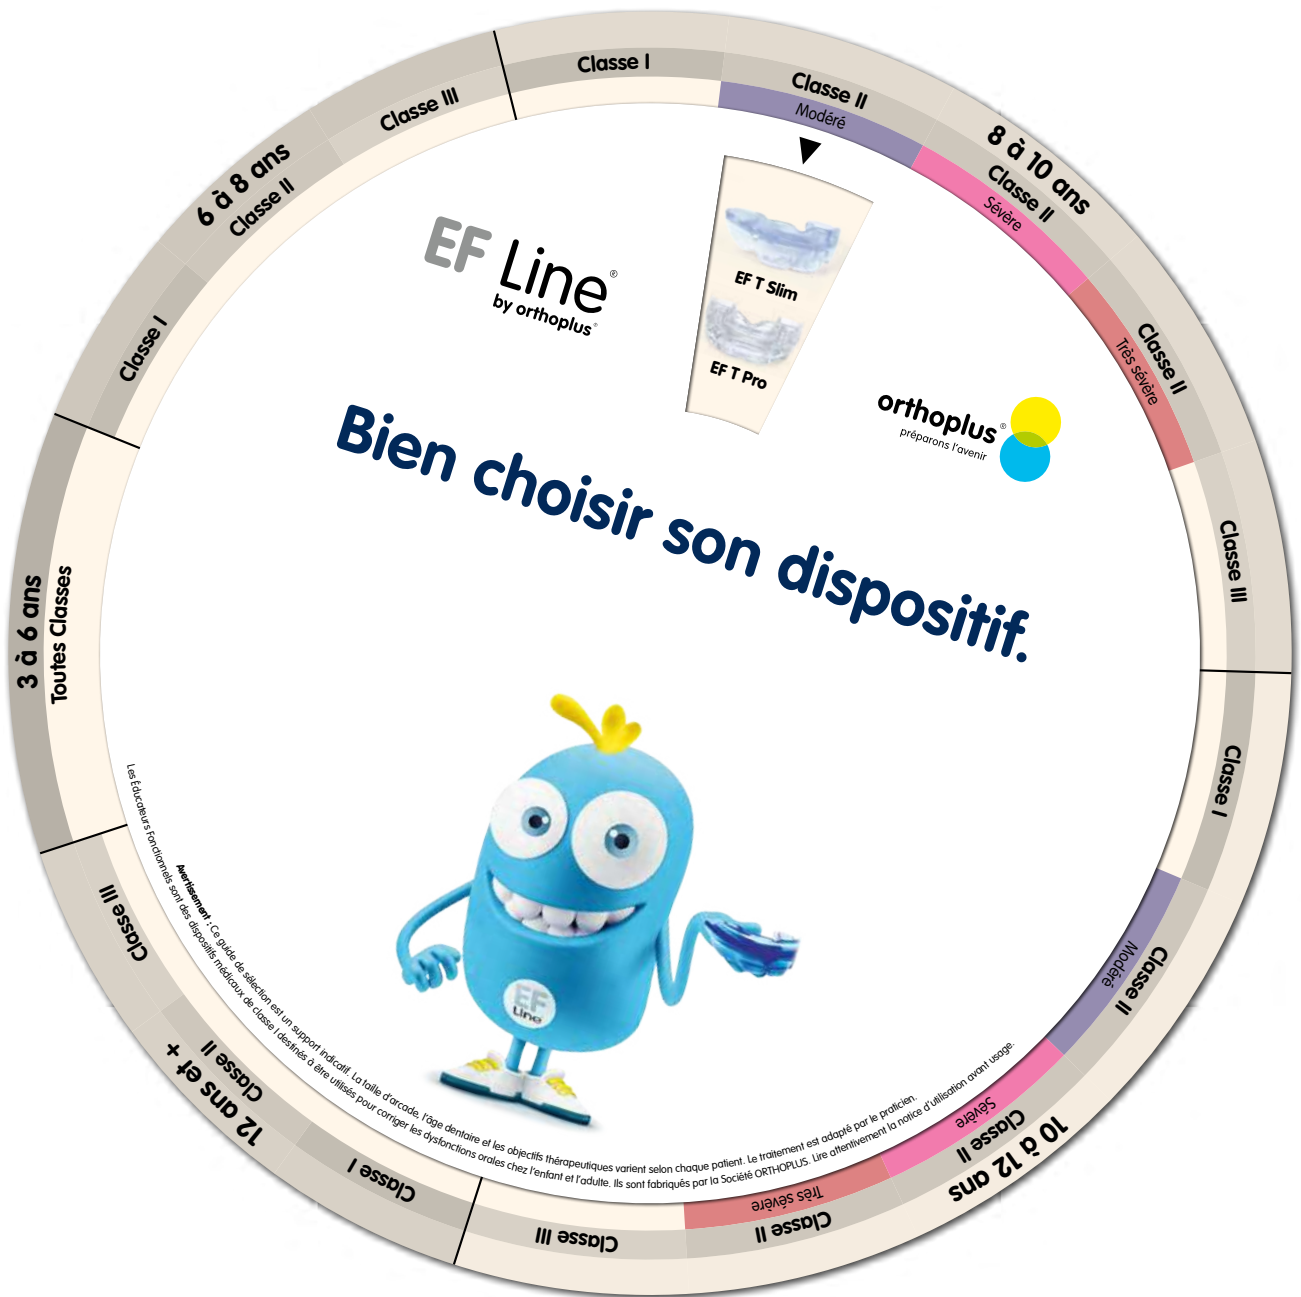 8 à 10 ans
Classe I
Classe II
Modéré
Classe II
Sévère
Classe II
Très sévère
Classe III
10 à 12 ans
Classe I
Classe II
Modéré
Classe II
Sévère
Classe II
Très sévère
Classe III
12 ans et +
Classe I
Classe II
Classe III
3 à 6 ans
Toutes Classes
6 à 8 ans
Classe I
Classe II
Classe III
EF Line®
by orthoplus®
EF T Slim
EF T Pro
orthoplus®
préparons l'avenir
Bien choisir son dispositif.
EF
Line
Avertissement : Ce guide de sélection est un support indicatif. La taille d'arcade, l'âge dentaire et les objectifs thérapeutiques varient selon chaque patient. Le traitement est adapté par le praticien.
Les Éducateurs Fonctionnels sont des dispositifs médicaux de classe I destinés à être utilisés pour corriger les dysfonctions orales chez l'enfant et l'adulte. Ils sont fabriqués par la Société ORTHOPLUS. Lire attentivement la notice d'utilisation avant usage.